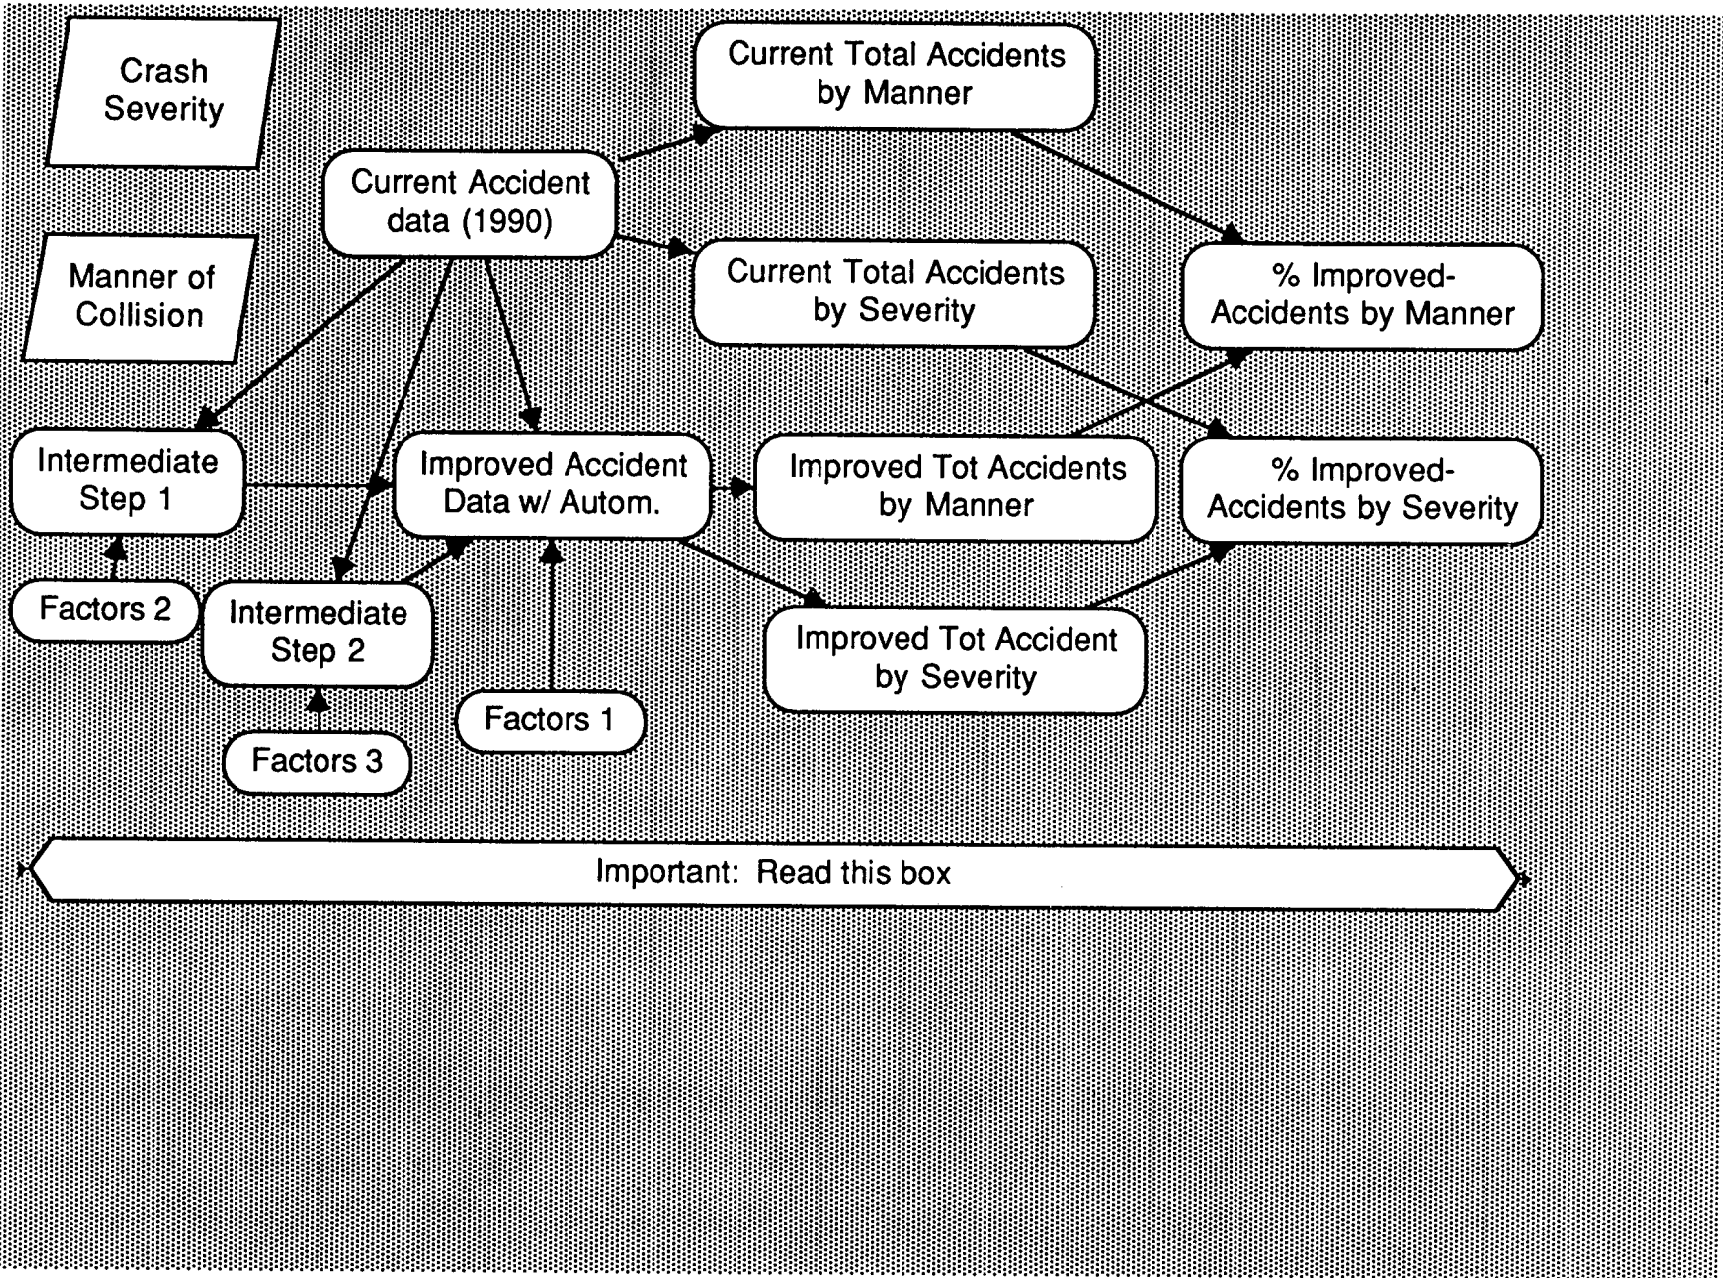 Crash
Severity
Current Total Accidents
by Manner
Current Accident
data (1990)
Manner of
Collision
Current Total Accidents
by Severity
% Improved-
Accidents by Manner
Intermediate
Step 1
Improved Accident
Data w/ Autom.
Improved Tot Accidents
by Manner
% Improved-
Accidents by Severity
Factors 2
Intermediate
Step 2
Improved Tot Accident
by Severity
Factors 1
Factors 3
Important: Read this box